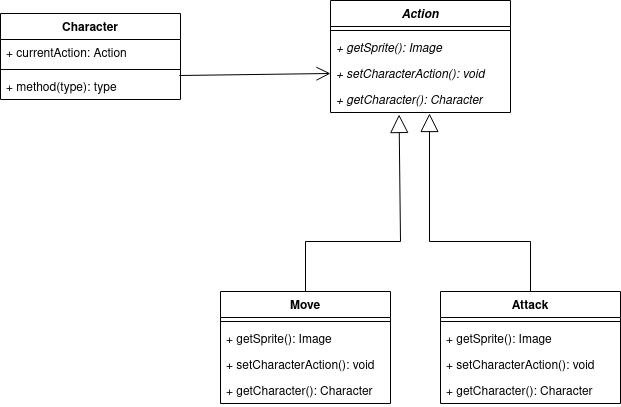 Character
+ currentAction: Action
+ method(type): type
Action
+ getSprite(): Image
+ setCharacterAction(): void
+ getCharacter(): Character
Move
+ getSprite(): Image
+ setCharacterAction(): void
+ getCharacter(): Character
Attack
+ getSprite(): Image
+ setCharacterAction(): void
+ getCharacter(): Character